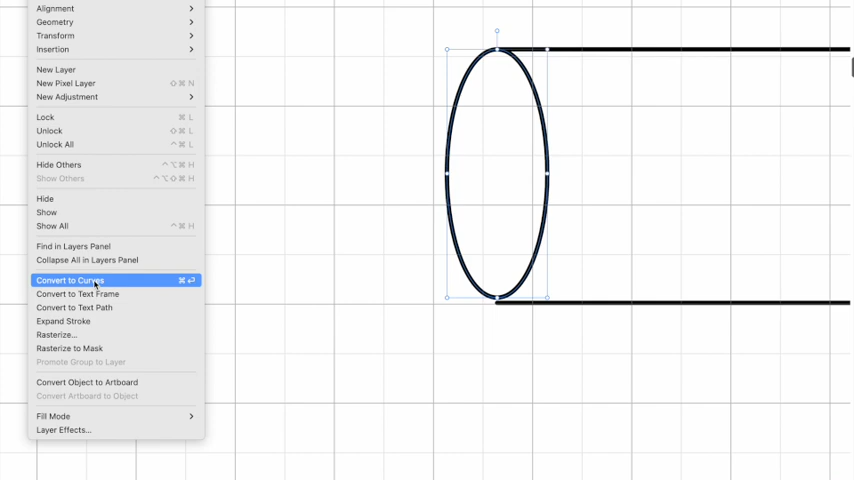 Alignment
Geometry
Transform
Insertion
New Layer
New Pixel Layer ⇧⌘ N
New Adjustment
Lock ⌘ L
Unlock ⇧⌘ L
Unlock All ^⌘ L
Hide Others ^⌥⌘ H
Show Others ^⌥⇧⌘ H
Hide
Show
Show All ^⌘ H
Find in Layers Panel
Collapse All in Layers Panel
Convert to Curves ⌘↩
Convert to Text Frame
Convert to Text Path
Expand Stroke
Rasterize...
Rasterize to Mask
Promote Group to Layer
Convert Object to Artboard
Convert Artboard to Object
Fill Mode
Layer Effects...